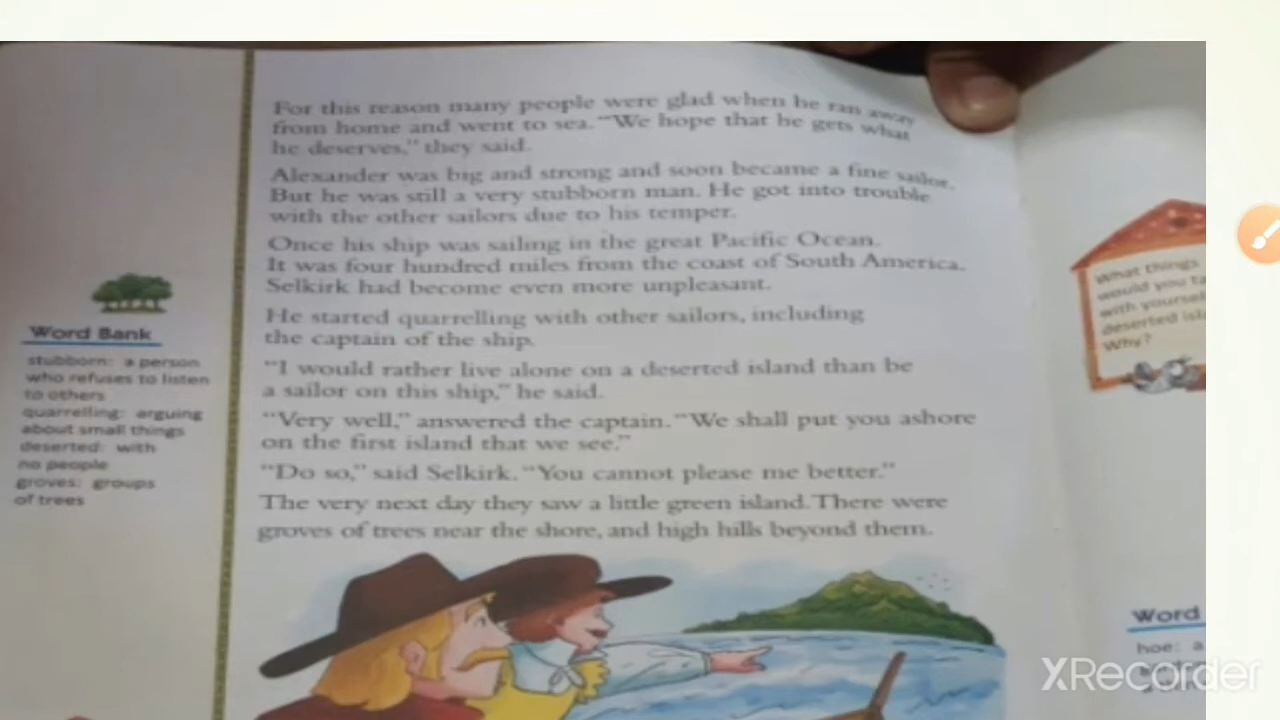 For this reason many people were glad when he ran away
from home and went to sea. "We hope that he gets what
he deserves," they said.
Alexander was big and strong and soon became a fine sailor.
But he was still a very stubborn man. He got into trouble
with the other sailors due to his temper.
Once his ship was sailing in the great Pacific Ocean.
It was four hundred miles from the coast of South America.
Selkirk had become even more unpleasant.
He started quarrelling with other sailors, including
the captain of the ship.
"I would rather live alone on a deserted island than be
a sailor on this ship," he said.
"Very well," answered the captain. "We shall put you ashore
on the first island that we see."
"Do so," said Selkirk. "You cannot please me better."
The very next day they saw a little green island. There were
groves of trees near the shore, and high hills beyond them.
Word Bank
stubborn: a person
who refuses to listen
to others
quarrelling: arguing
about small things
deserted: with
no people
groves: groups
of trees
What things
would you
with
deserted
Why?
Word
hoe: a
XRecorder